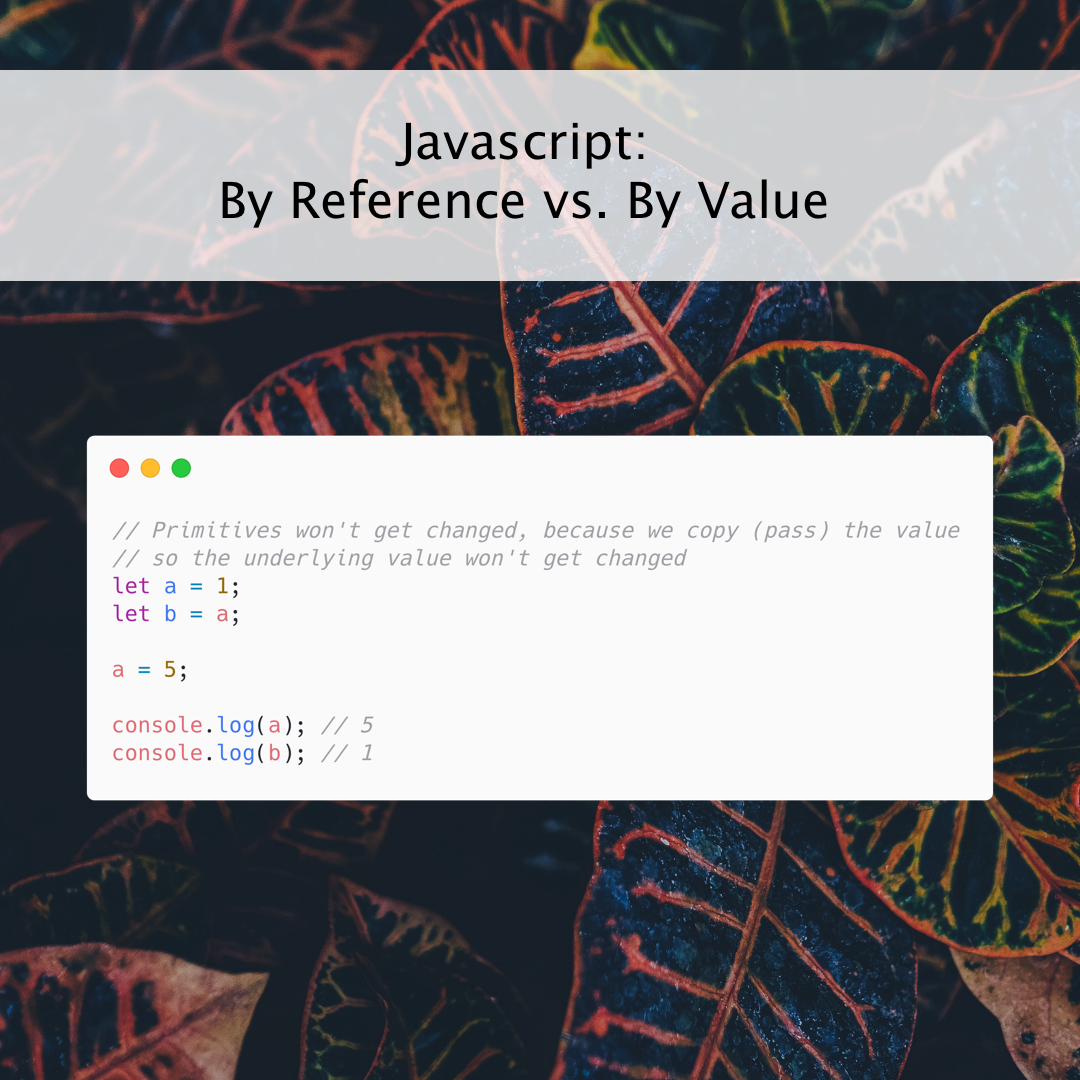 Javascript:
By Reference vs. By Value
// Primitives won't get changed, because we copy (pass) the value
// so the underlying value won't get changed
let a = 1;
let b = a;
a = 5;
console.log(a); // 5
console.log(b); // 1